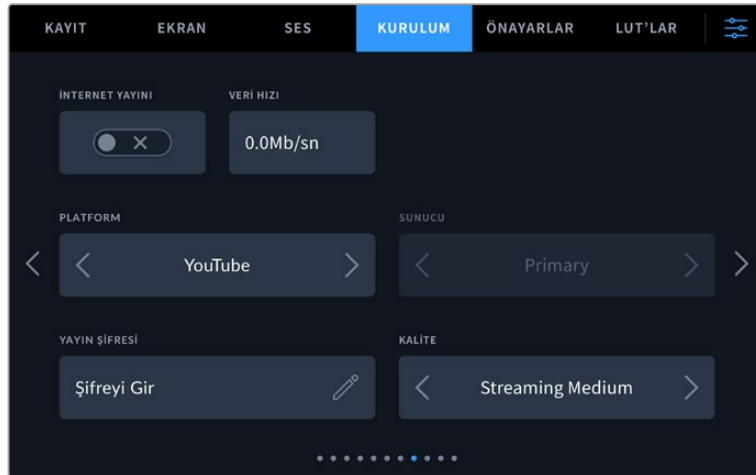 KAYIT EKRAN SES KURULUM ÖNAYARLAR LUT’LAR
İNTERNET YAYINI VERİ HIZI
0.0Mb/sn
PLATFORM SUNUCU
YouTube Primary
YAYIN ŞİFRESİ KALİTE
Şifreyi Gir Streaming Medium